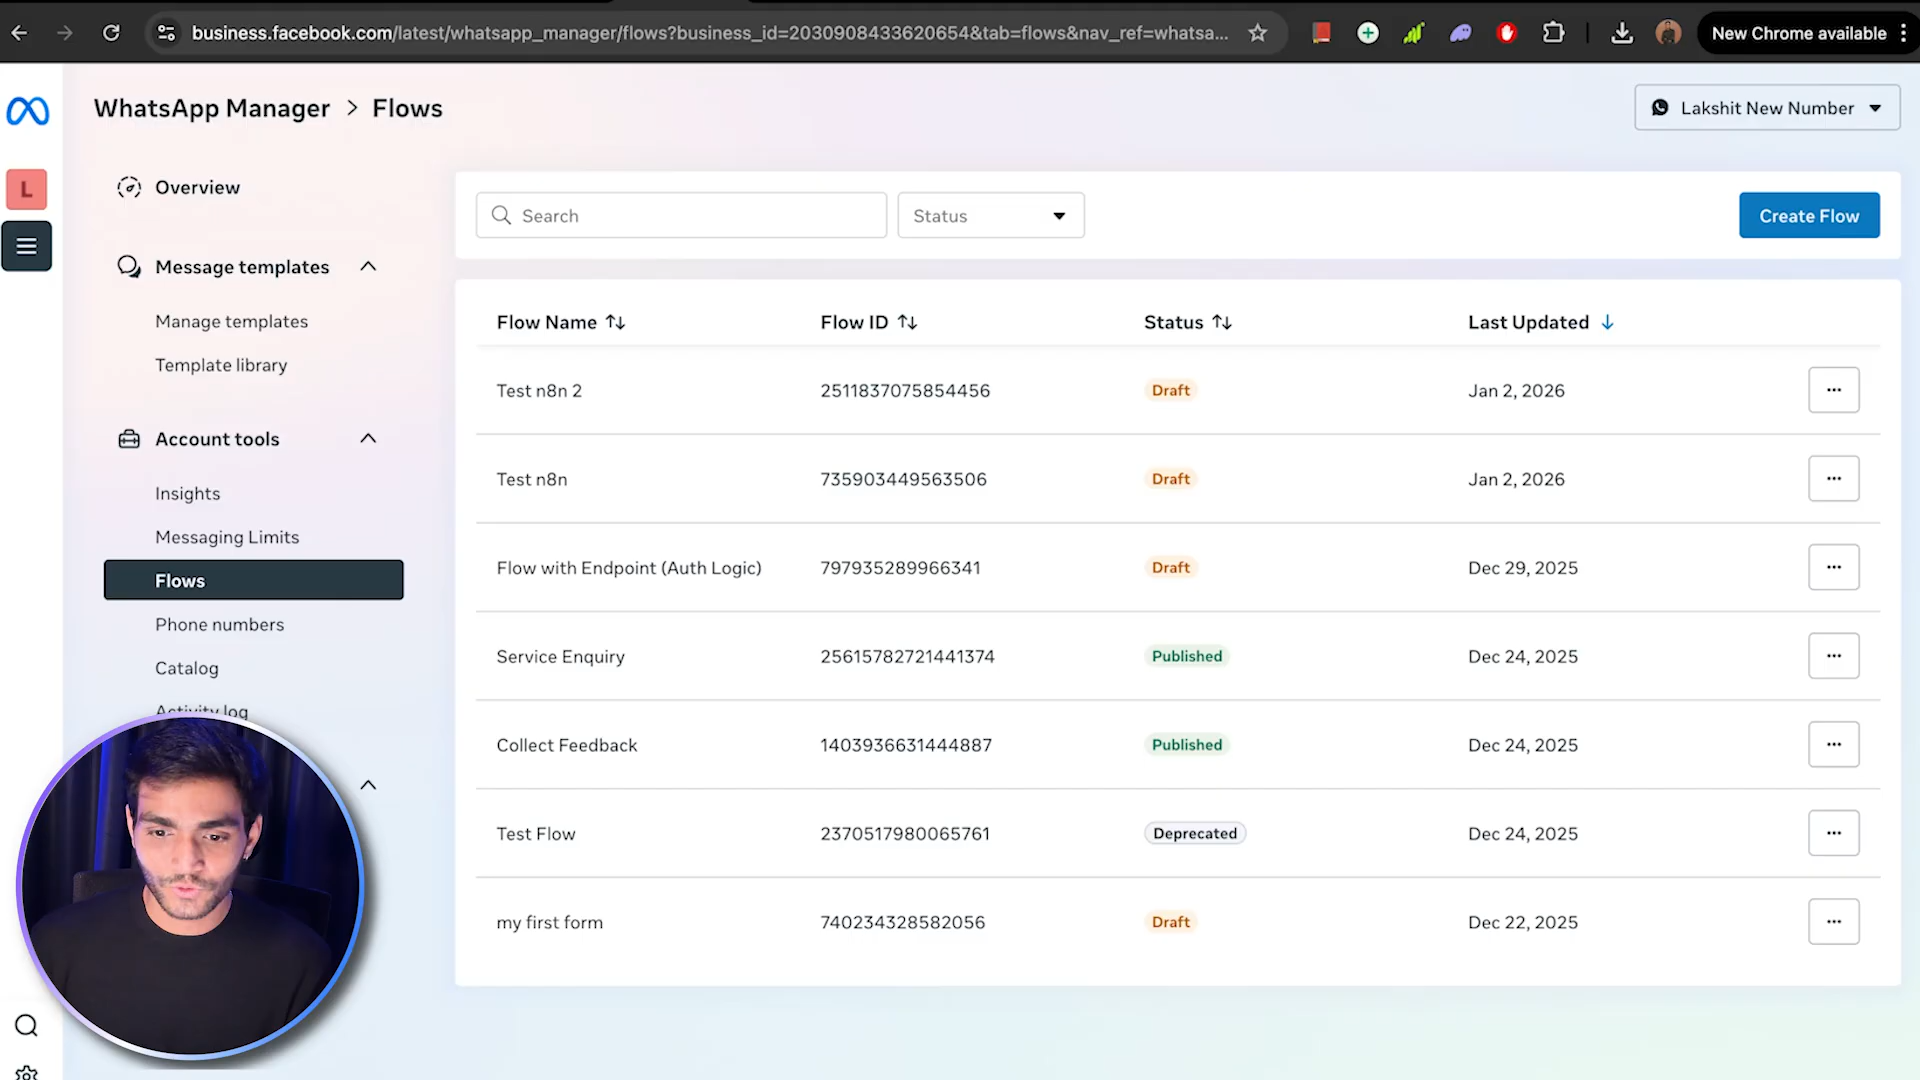 business.facebook.com/latest/whatsapp_manager/flows?business_id=2030908433620654&tab=flows&nav_ref=whatsa...
New Chrome available
WhatsApp Manager > Flows
Lakshit New Number
L
Overview
Message templates
Manage templates
Template library
Account tools
Insights
Messaging Limits
Flows
Phone numbers
Catalog
Activity log
Search
Status
Create Flow
Flow Name
Flow ID
Status
Last Updated
Test n8n 2
2511837075854456
Draft
Jan 2, 2026
Test n8n
735903449563506
Draft
Jan 2, 2026
Flow with Endpoint (Auth Logic)
797935289966341
Draft
Dec 29, 2025
Service Enquiry
25615782721441374
Published
Dec 24, 2025
Collect Feedback
1403936631444887
Published
Dec 24, 2025
Test Flow
2370517980065761
Deprecated
Dec 24, 2025
my first form
740234328582056
Draft
Dec 22, 2025